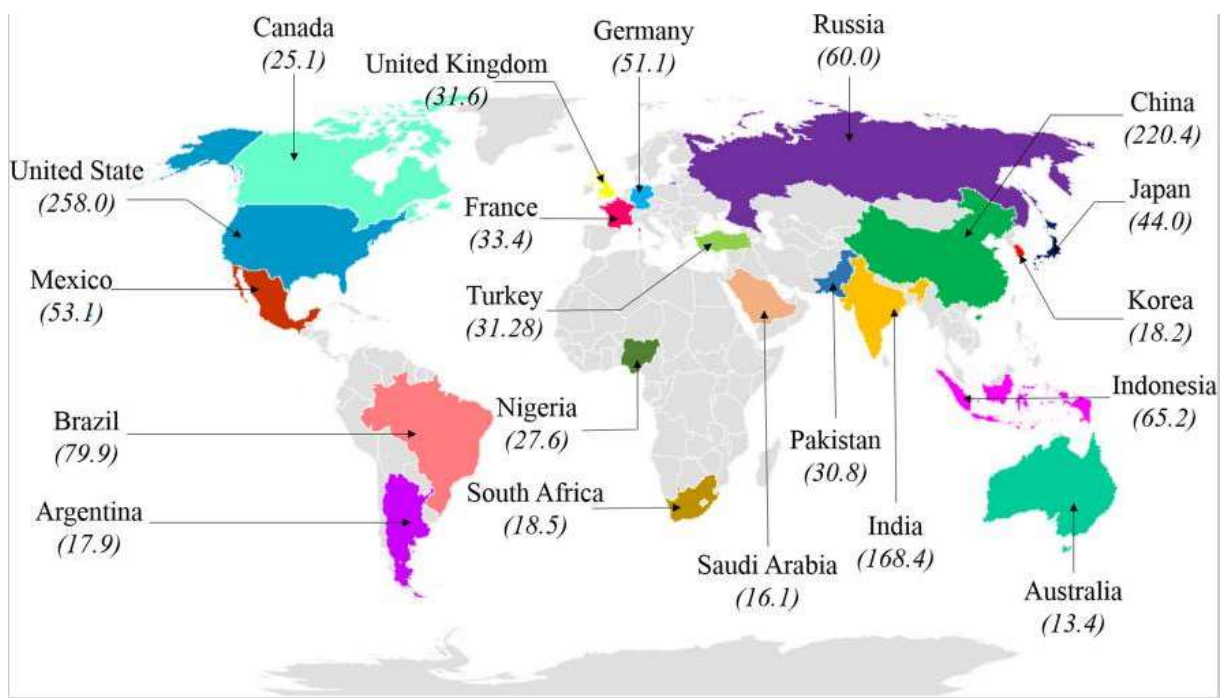 Canada
(25.1)
United Kingdom
(31.6)
Germany
(51.1)
Russia
(60.0)
China
(220.4)
United State
(258.0)
France
(33.4)
Japan
(44.0)
Mexico
(53.1)
Turkey
(31.28)
Korea
(18.2)
Brazil
(79.9)
Nigeria
(27.6)
Pakistan
(30.8)
Indonesia
(65.2)
Argentina
(17.9)
South Africa
(18.5)
Saudi Arabia
(16.1)
India
(168.4)
Australia
(13.4)